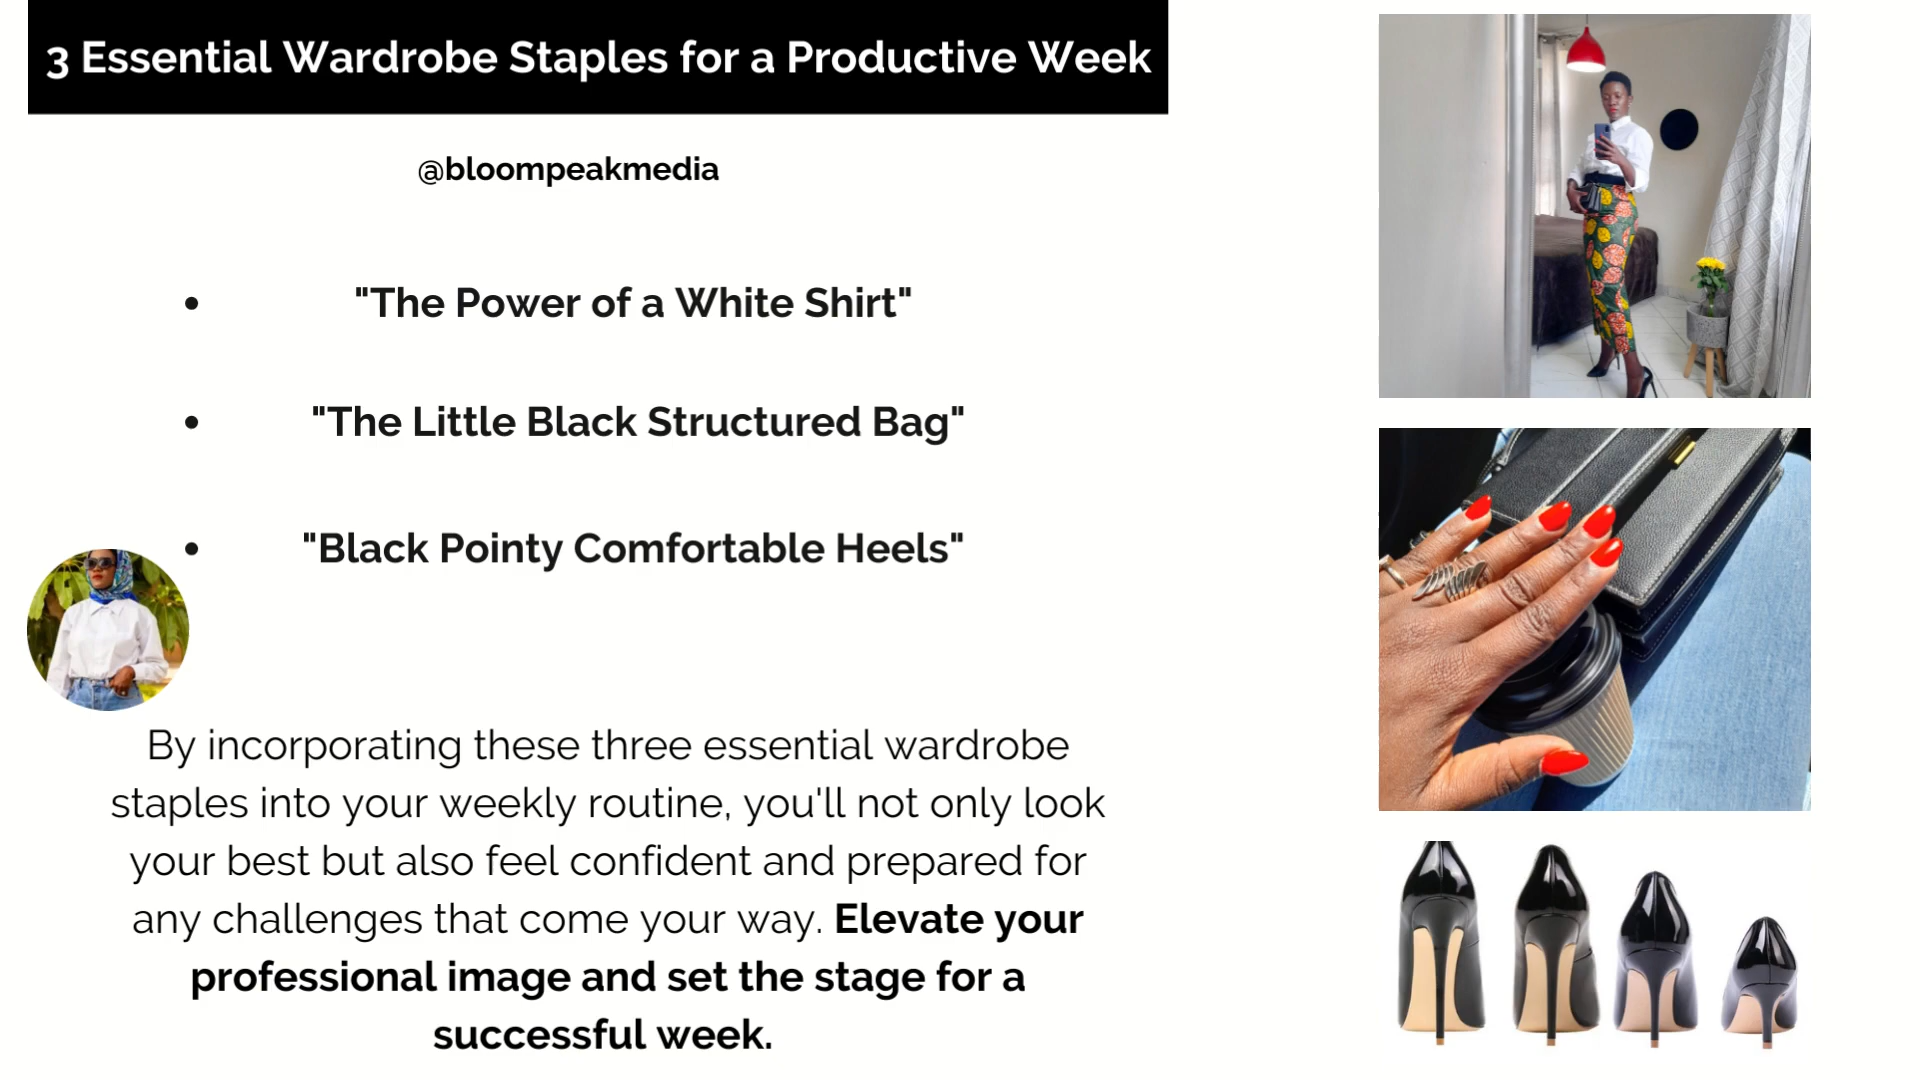 3 Essential Wardrobe Staples for a Productive Week
@bloompeakmedia
• "The Power of a White Shirt"
• "The Little Black Structured Bag"
• "Black Pointy Comfortable Heels"
By incorporating these three essential wardrobe
staples into your weekly routine, you'll not only look
your best but also feel confident and prepared for
any challenges that come your way. Elevate your
professional image and set the stage for a
successful week.